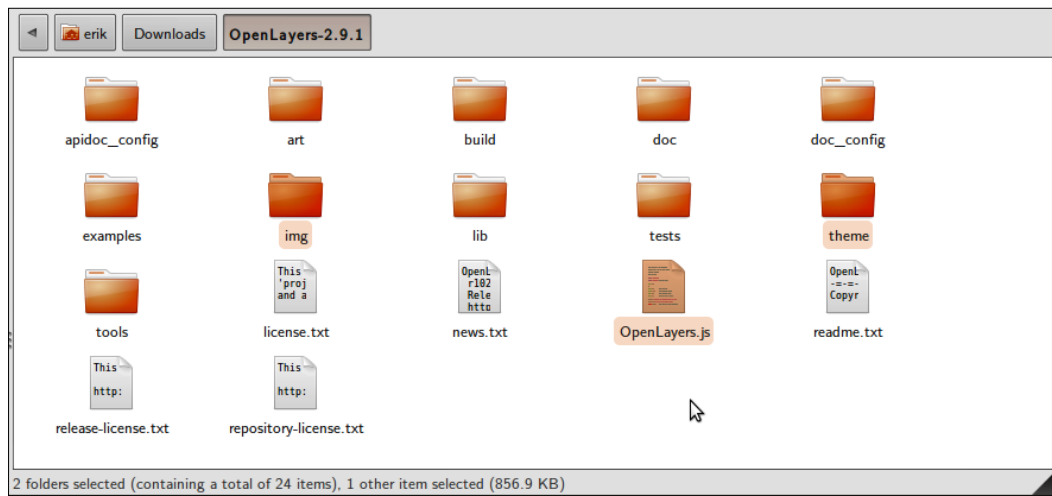 erik Downloads OpenLayers-2.9.1
apidoc_config art build doc doc_config
examples img lib tests theme
This
'proj
and a
OpenL
r102
Rele
http
OpenL
-=-=-
Copyr
tools license.txt news.txt OpenLayers.js readme.txt
This
http:
This
http:
release-license.txt repository-license.txt
2 folders selected (containing a total of 24 items), 1 other item selected (856.9 KB)